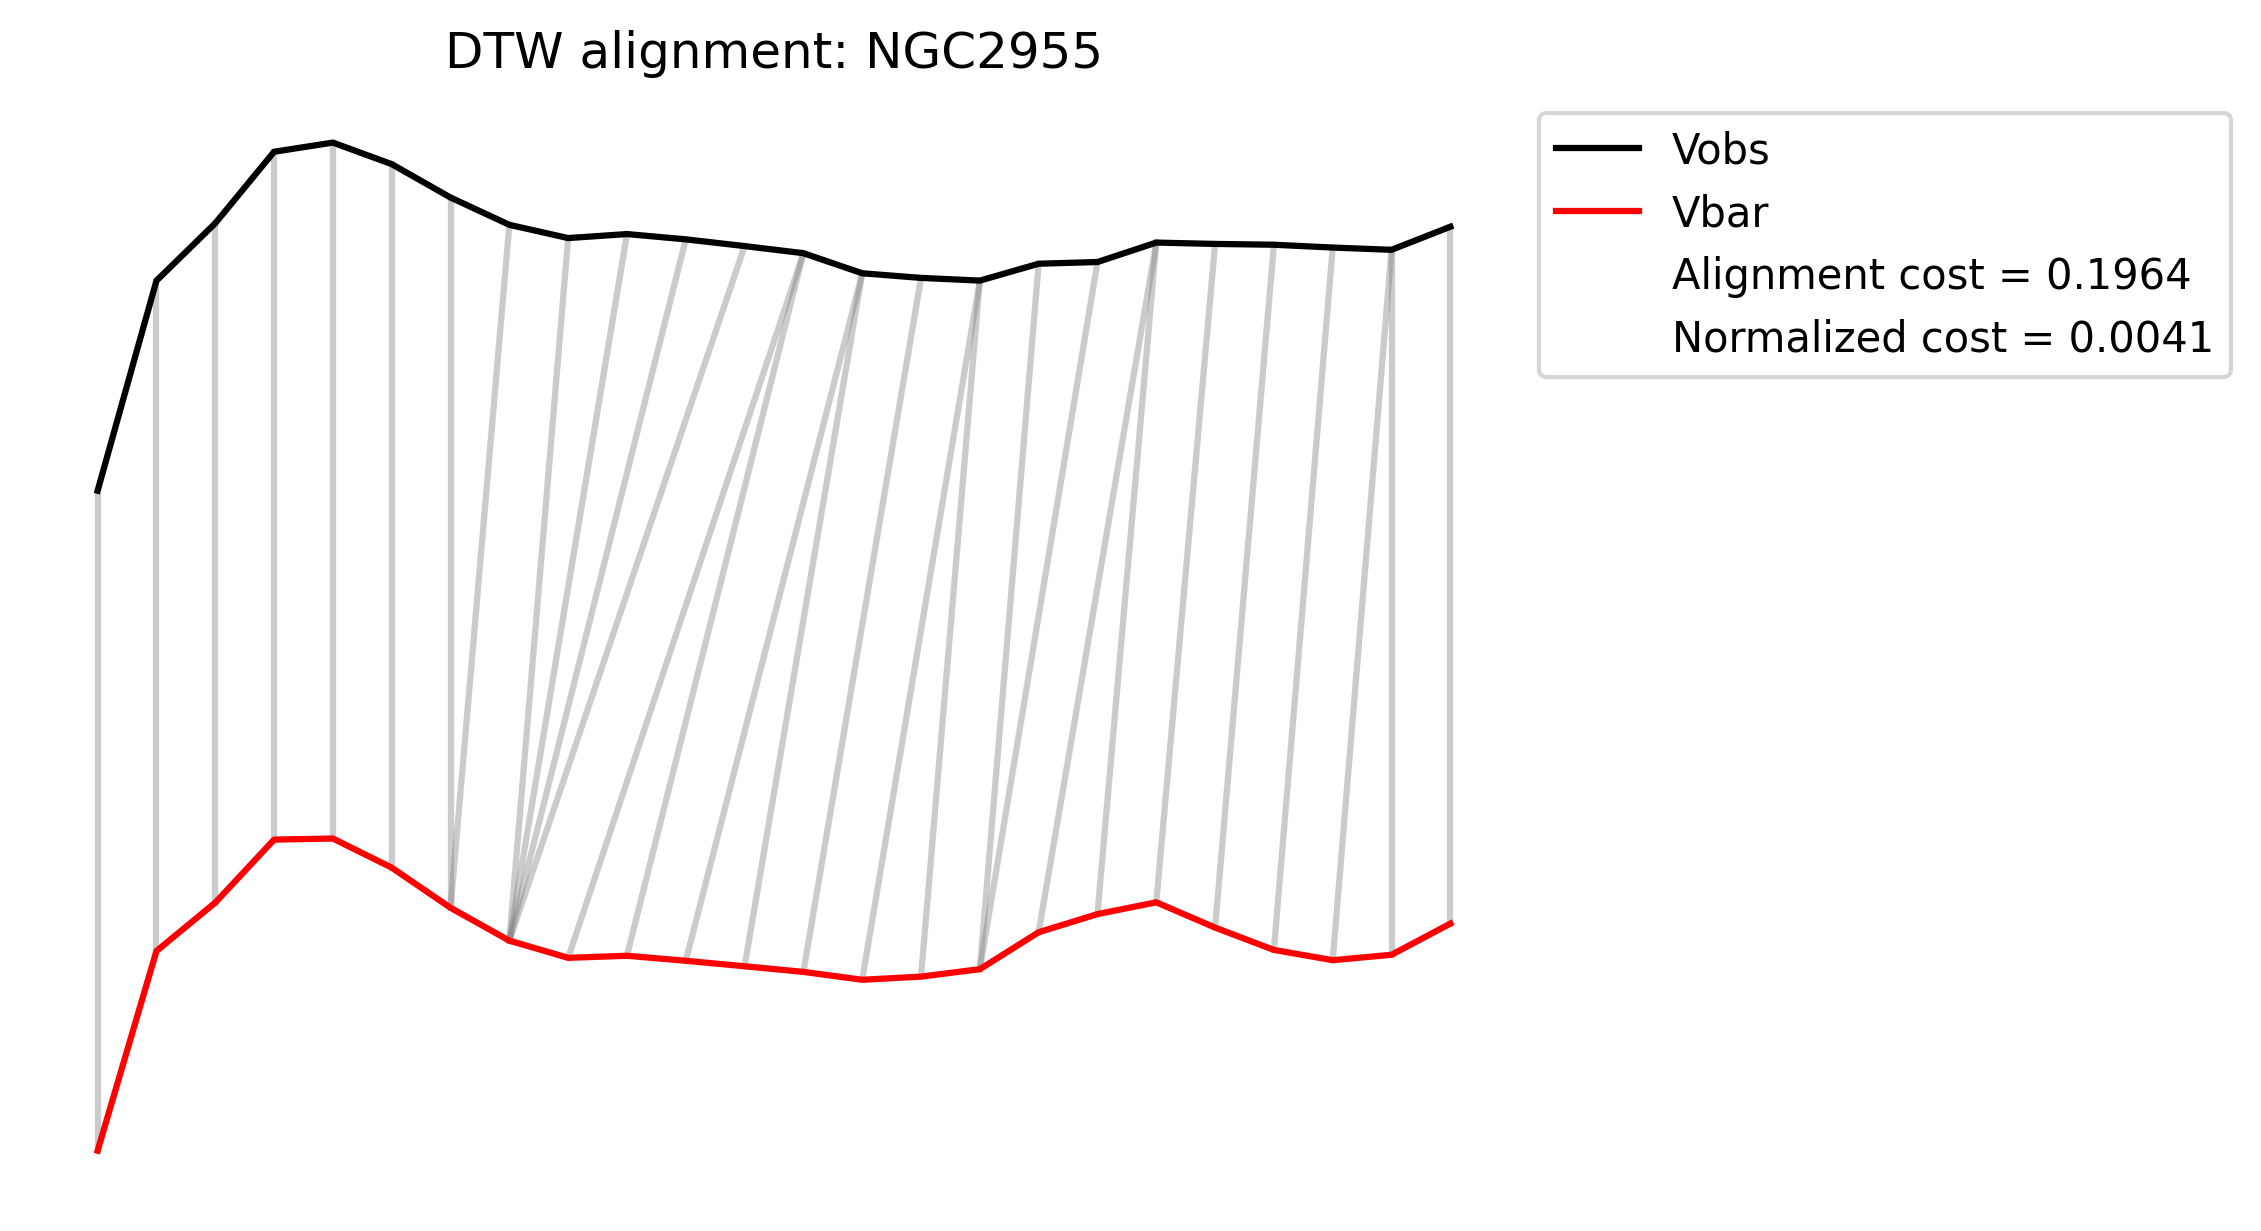 DTW alignment: NGC2955
Vobs
Vbar
Alignment cost = 0.1964
Normalized cost = 0.0041